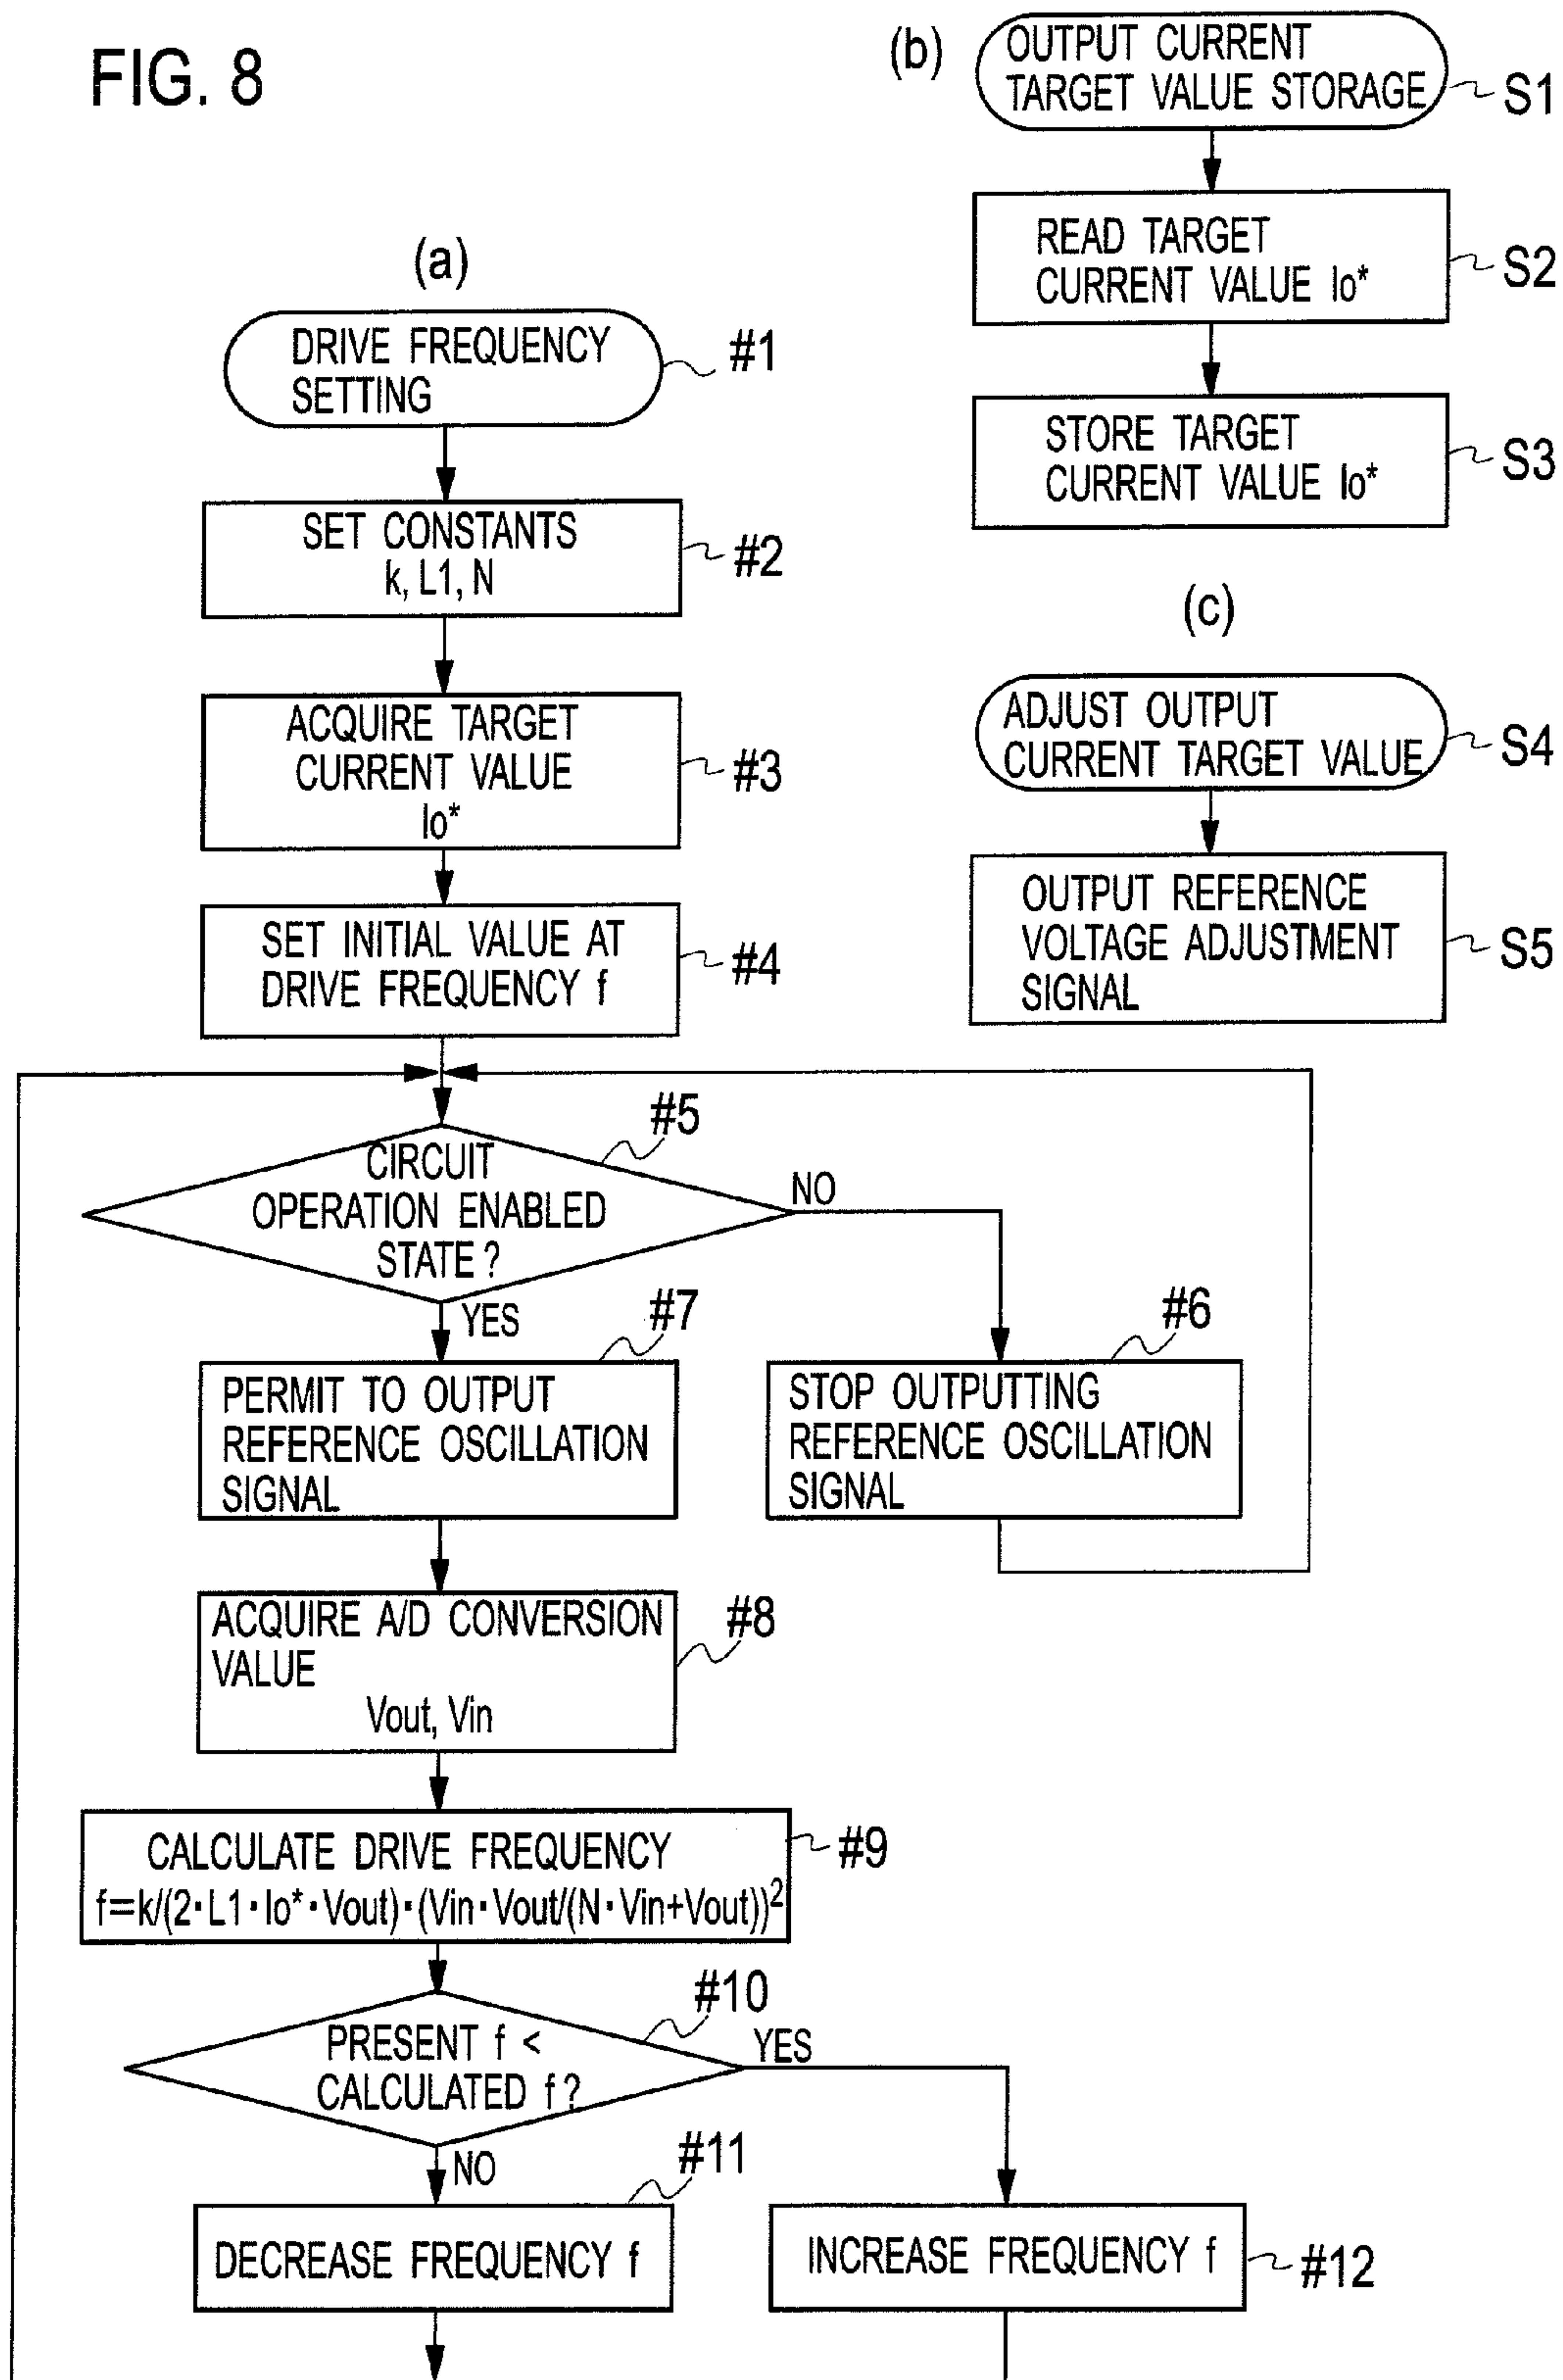 FIG. 8
(b)
OUTPUT CURRENT
TARGET VALUE STORAGE
S1
READ TARGET
CURRENT VALUE Io*
S2
STORE TARGET
CURRENT VALUE Io*
S3
(c)
ADJUST OUTPUT
CURRENT TARGET VALUE
S4
OUTPUT REFERENCE
VOLTAGE ADJUSTMENT
SIGNAL
S5
(a)
DRIVE FREQUENCY
SETTING
#1
SET CONSTANTS
k, L1, N
#2
ACQUIRE TARGET
CURRENT VALUE
Io*
#3
SET INITIAL VALUE AT
DRIVE FREQUENCY f
#4
#5
CIRCUIT
OPERATION ENABLED
STATE?
NO
YES
#7
PERMIT TO OUTPUT
REFERENCE OSCILLATION
SIGNAL
#6
STOP OUTPUTTING
REFERENCE OSCILLATION
SIGNAL
ACQUIRE A/D CONVERSION
VALUE
Vout, Vin
#8
CALCULATE DRIVE FREQUENCY
f=k/(2·L1·Io*·Vout)·(Vin·Vout/(N·Vin+Vout))²
#9
#10
PRESENT f <
CALCULATED f?
YES
NO
#11
DECREASE FREQUENCY f
INCREASE FREQUENCY f
#12